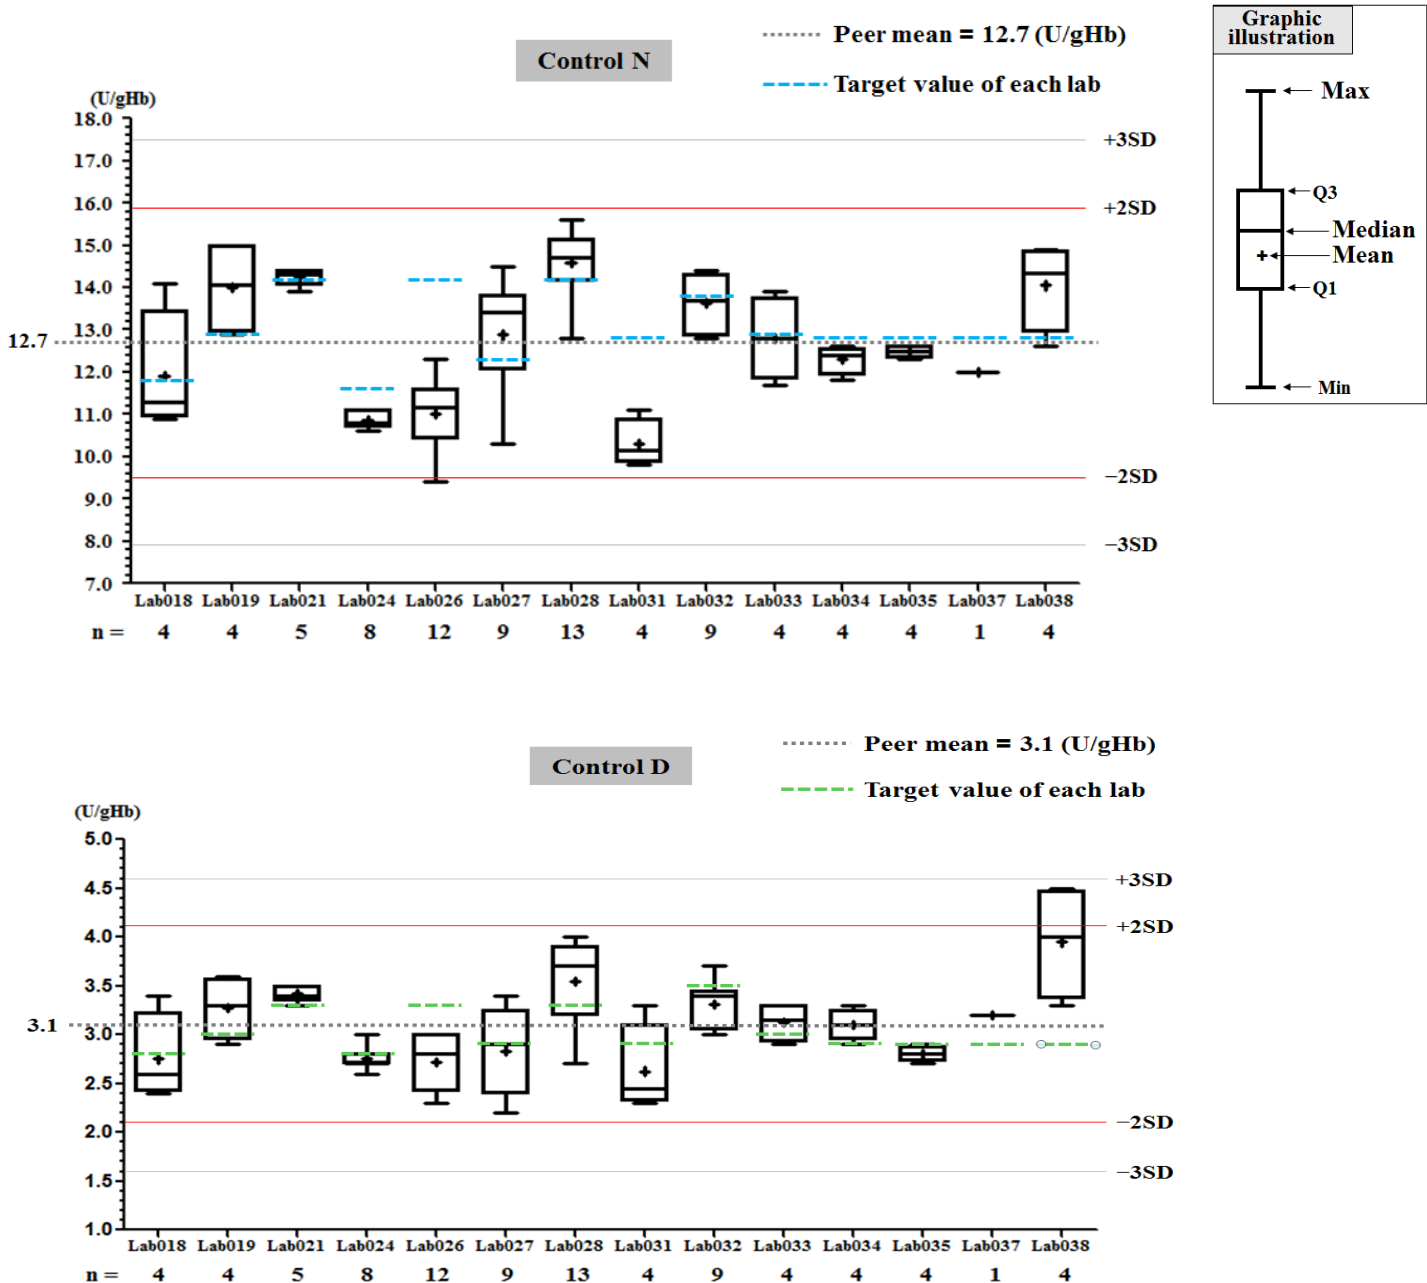 Control N
Peer mean = 12.7 (U/gHb)
Target value of each lab
Graphic
illustration
Max
Q3
Median
Mean
Q1
Min
(U/gHb)
18.0
17.0
16.0
15.0
14.0
13.0
12.7
12.0
11.0
10.0
9.0
8.0
7.0
+3SD
+2SD
−2SD
−3SD
Lab018 Lab019 Lab021 Lab024 Lab026 Lab027 Lab028 Lab031 Lab032 Lab033 Lab034 Lab035 Lab037 Lab038
n = 4 4 5 8 12 9 13 4 9 4 4 4 1 4
Control D
Peer mean = 3.1 (U/gHb)
Target value of each lab
(U/gHb)
5.0
4.5
4.0
3.5
3.1
3.0
2.5
2.0
1.5
1.0
+3SD
+2SD
−2SD
−3SD
Lab018 Lab019 Lab021 Lab024 Lab026 Lab027 Lab028 Lab031 Lab032 Lab033 Lab034 Lab035 Lab037 Lab038
n = 4 4 5 8 12 9 13 4 9 4 4 4 1 4